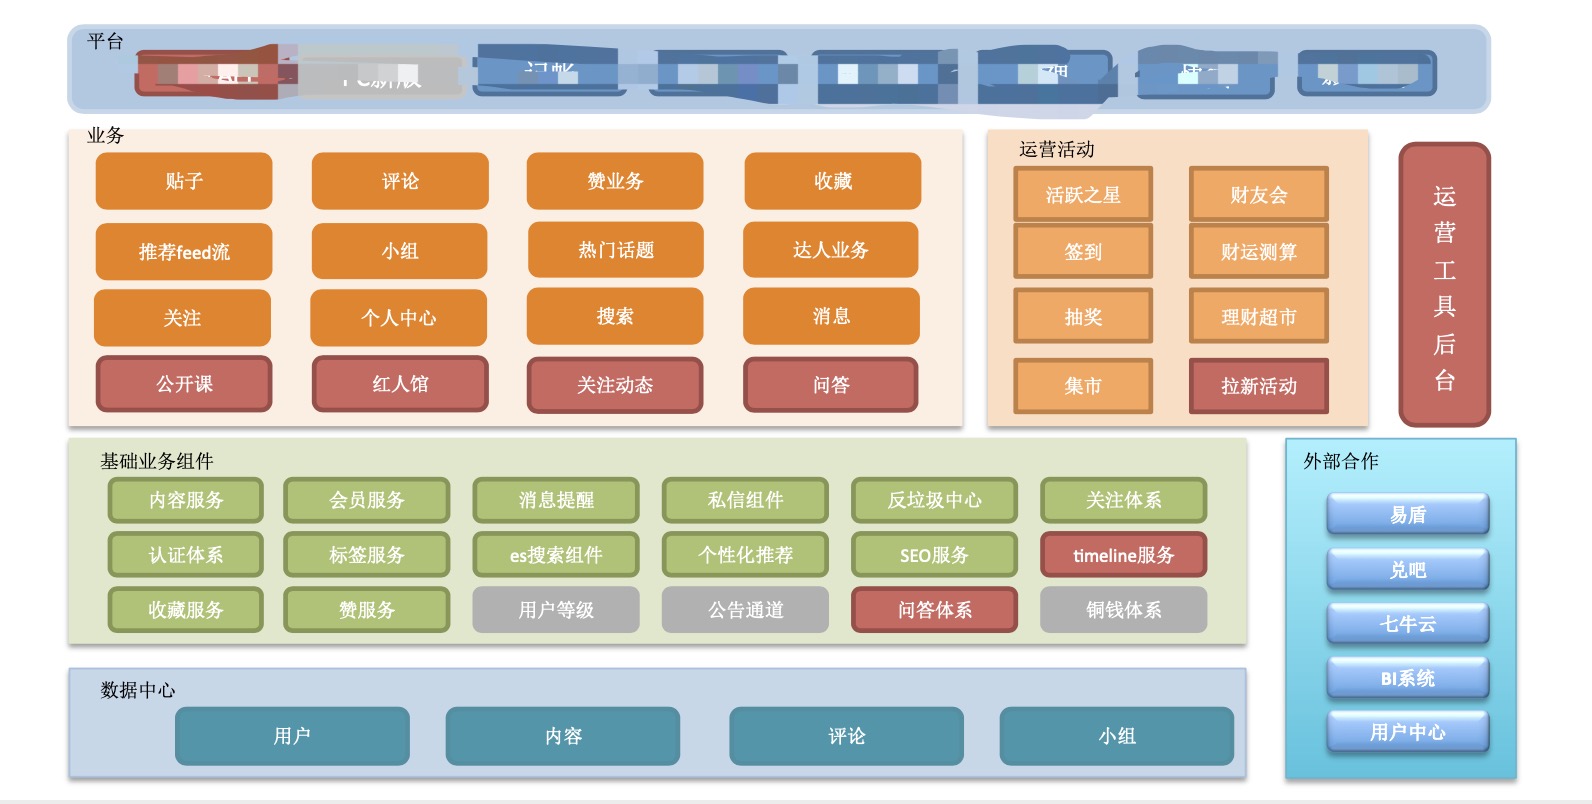 平台
PC新版
记账
业务
贴子
评论
赞业务
收藏
推荐feed流
小组
热门话题
达人业务
关注
个人中心
搜索
消息
公开课
红人馆
关注动态
问答
运营活动
活跃之星
财友会
签到
财运测算
抽奖
理财超市
集市
拉新活动
运营工具后台
基础业务组件
内容服务
会员服务
消息提醒
私信组件
反垃圾中心
关注体系
认证体系
标签服务
es搜索组件
个性化推荐
SEO服务
timeline服务
收藏服务
赞服务
用户等级
公告通道
问答体系
铜钱体系
外部合作
易盾
兑吧
七牛云
BI系统
用户中心
数据中心
用户
内容
评论
小组